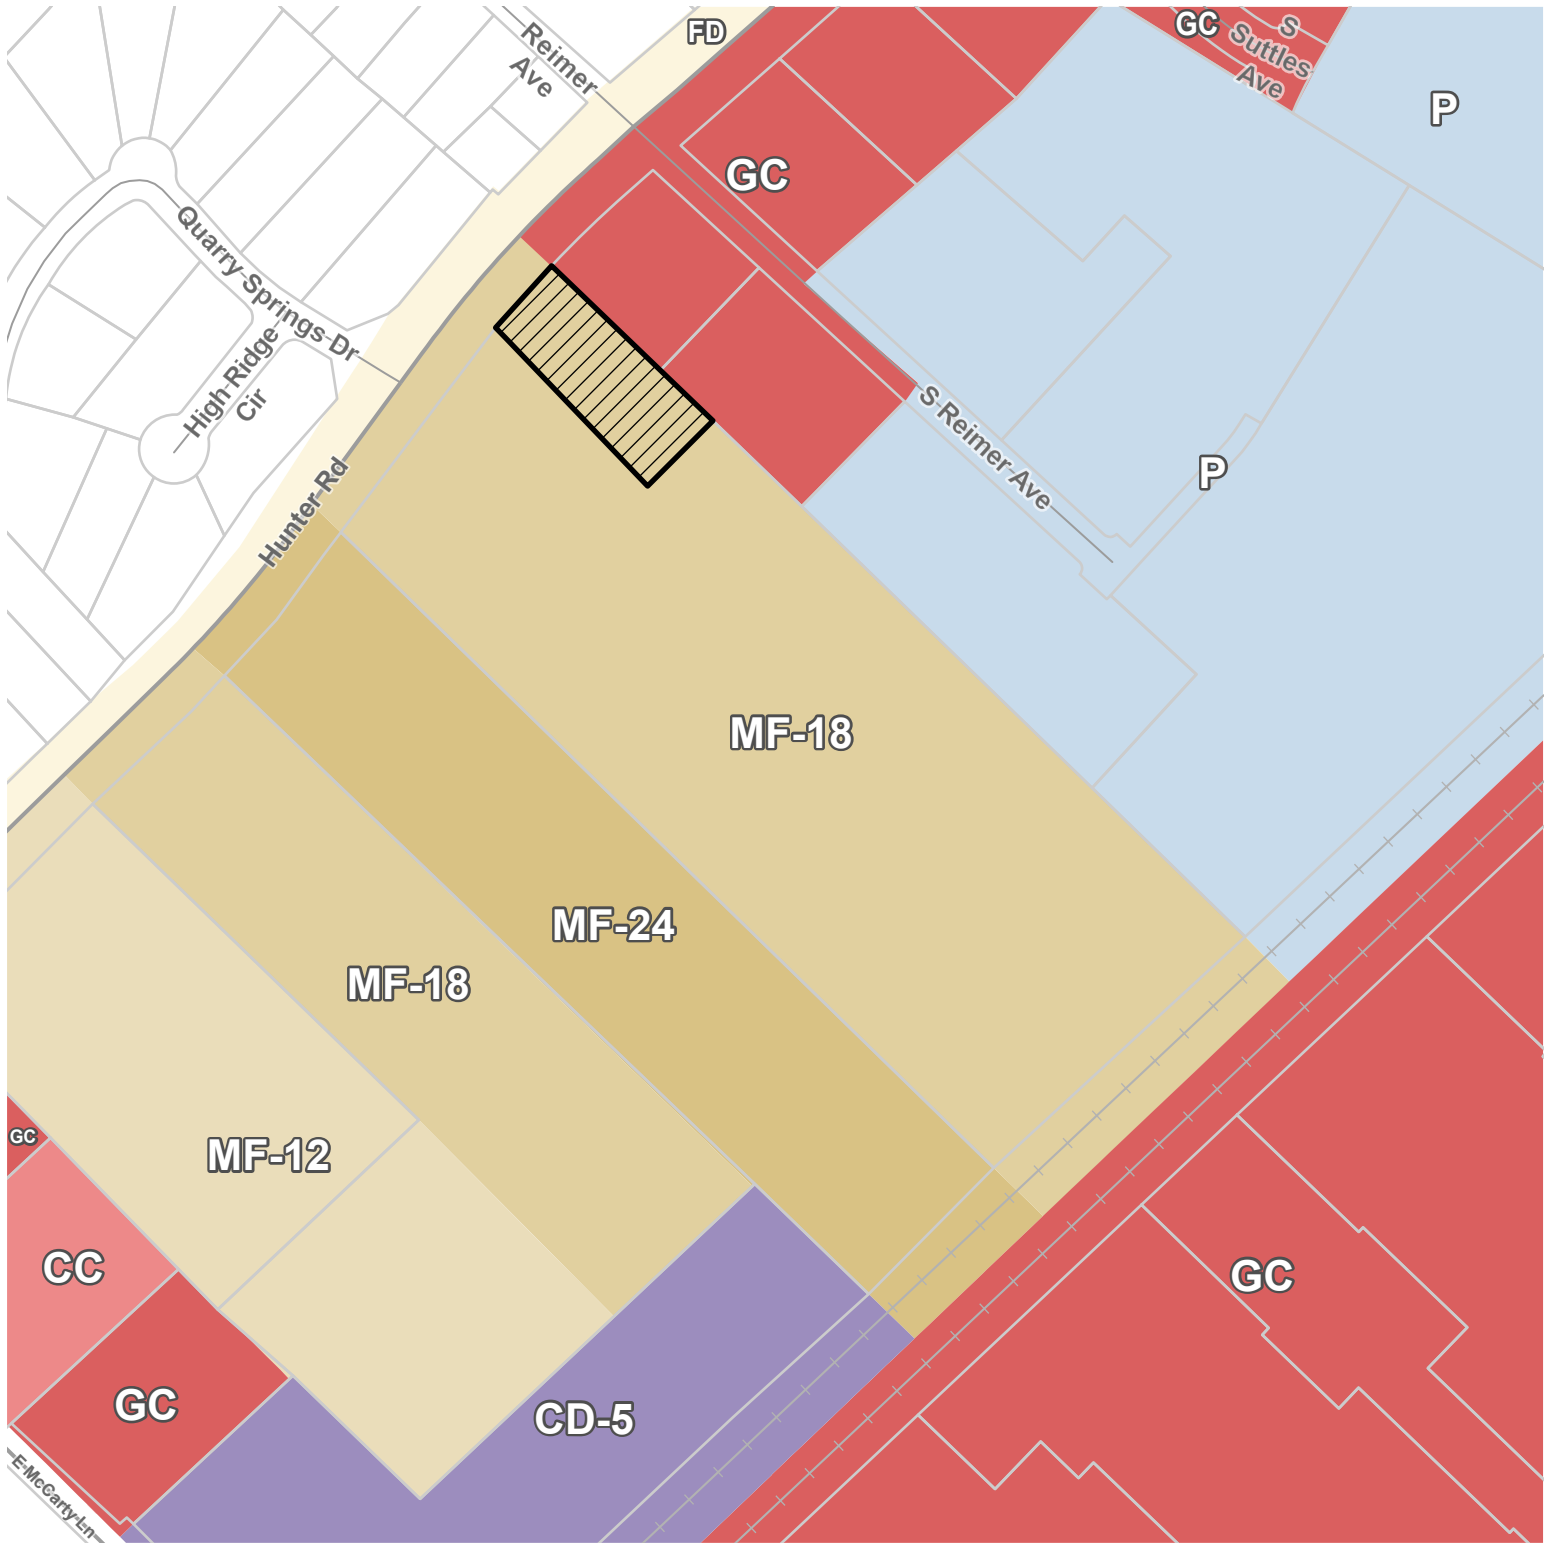 FD
Reimer
Ave
GC
S
Suttles
Ave
P
GC
Quarry Springs Dr
High Ridge
Cir
S Reimer Ave
P
Hunter Rd
MF-18
MF-24
MF-18
GC
MF-12
CC
GC
GC
CD-5
E McCarty Ln